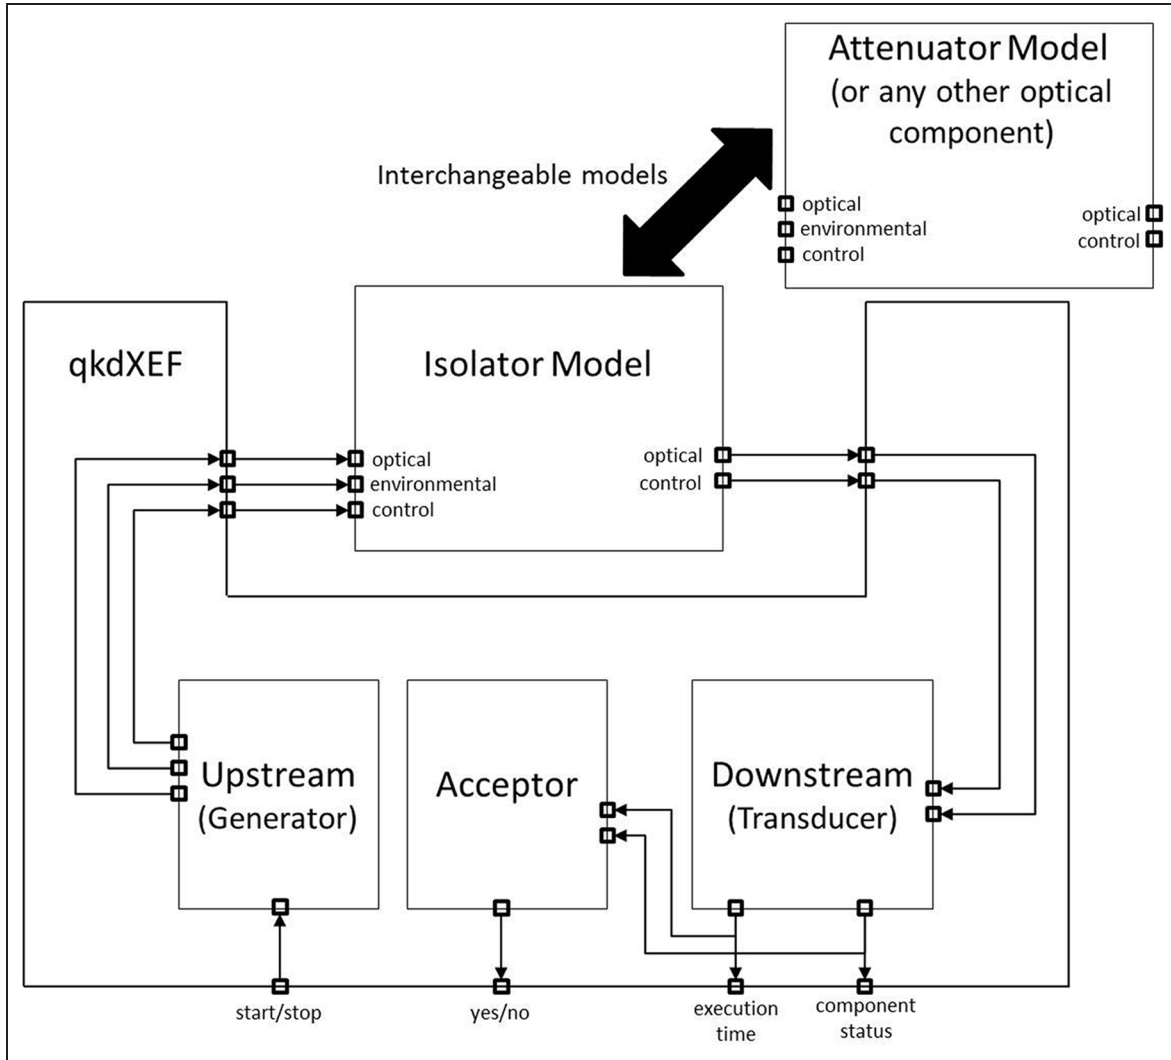 Attenuator Model
(or any other optical
component)
Interchangeable models
optical
environmental
control
optical
control
qkdXEF
Isolator Model
optical
environmental
control
optical
control
Upstream
(Generator)
Acceptor
Downstream
(Transducer)
start/stop
yes/no
execution
time
component
status